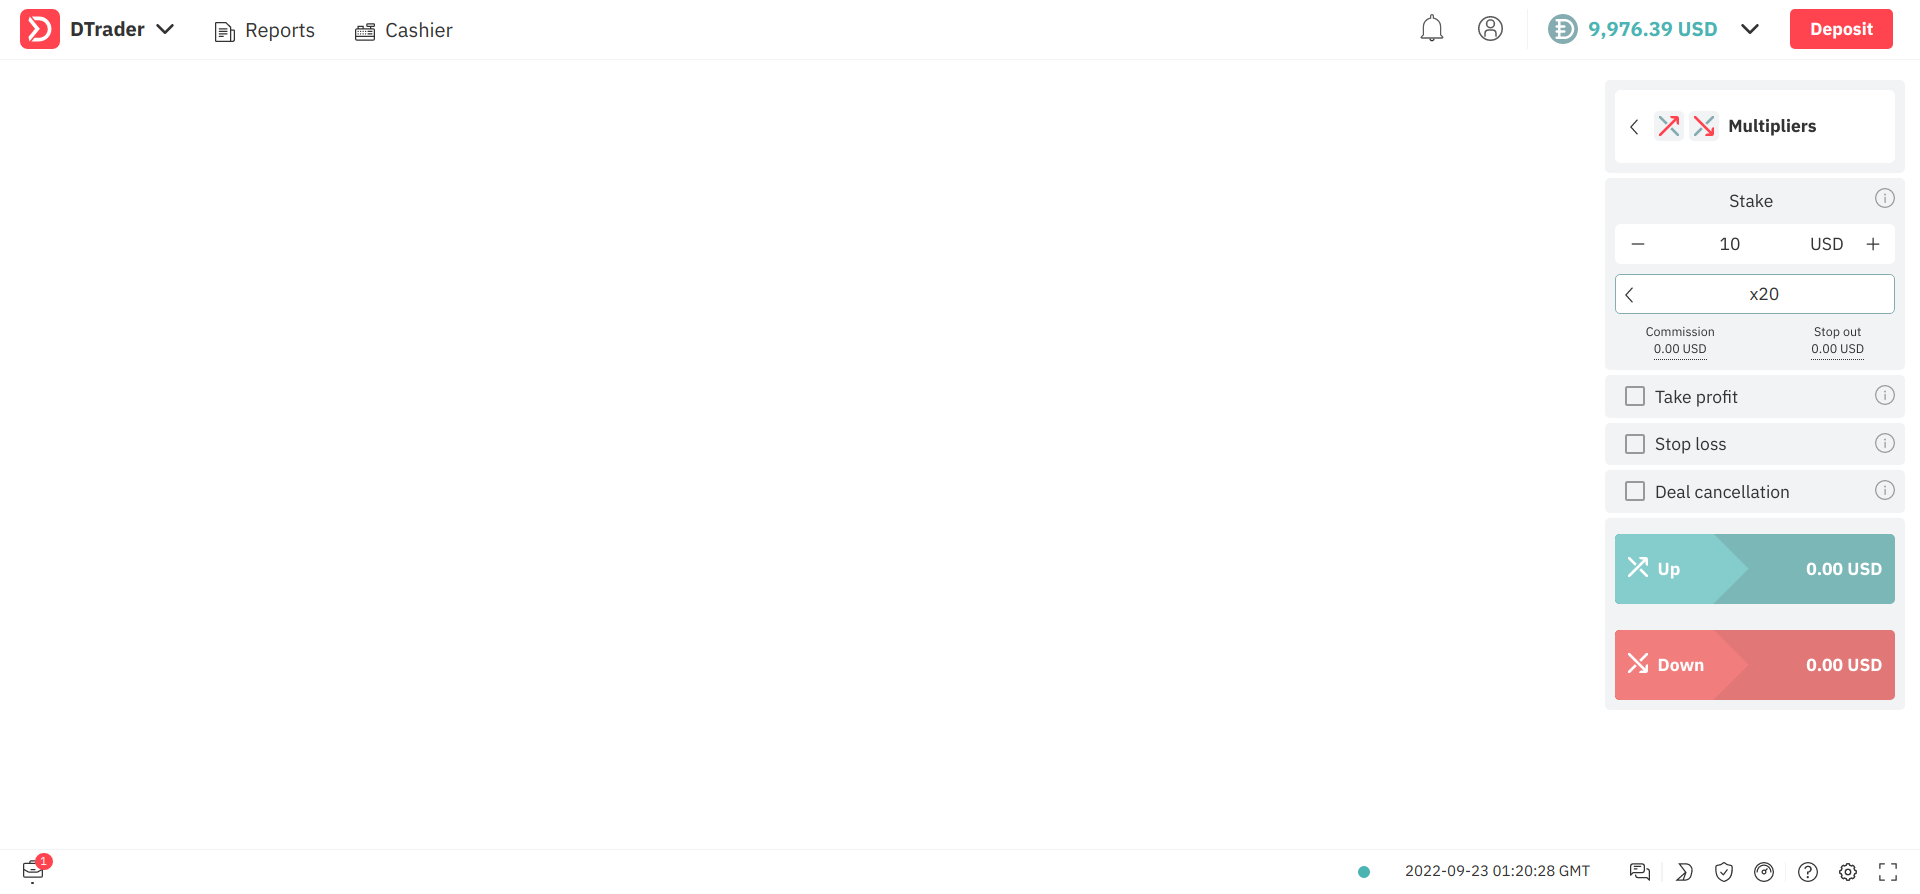 DTrader Reports Cashier 9,976.39 USD Deposit
Multipliers
Stake
10 USD
x20
Commission Stop out
0.00 USD 0.00 USD
Take profit
Stop loss
Deal cancellation
Up 0.00 USD
Down 0.00 USD
1
2022-09-23 01:20:28 GMT